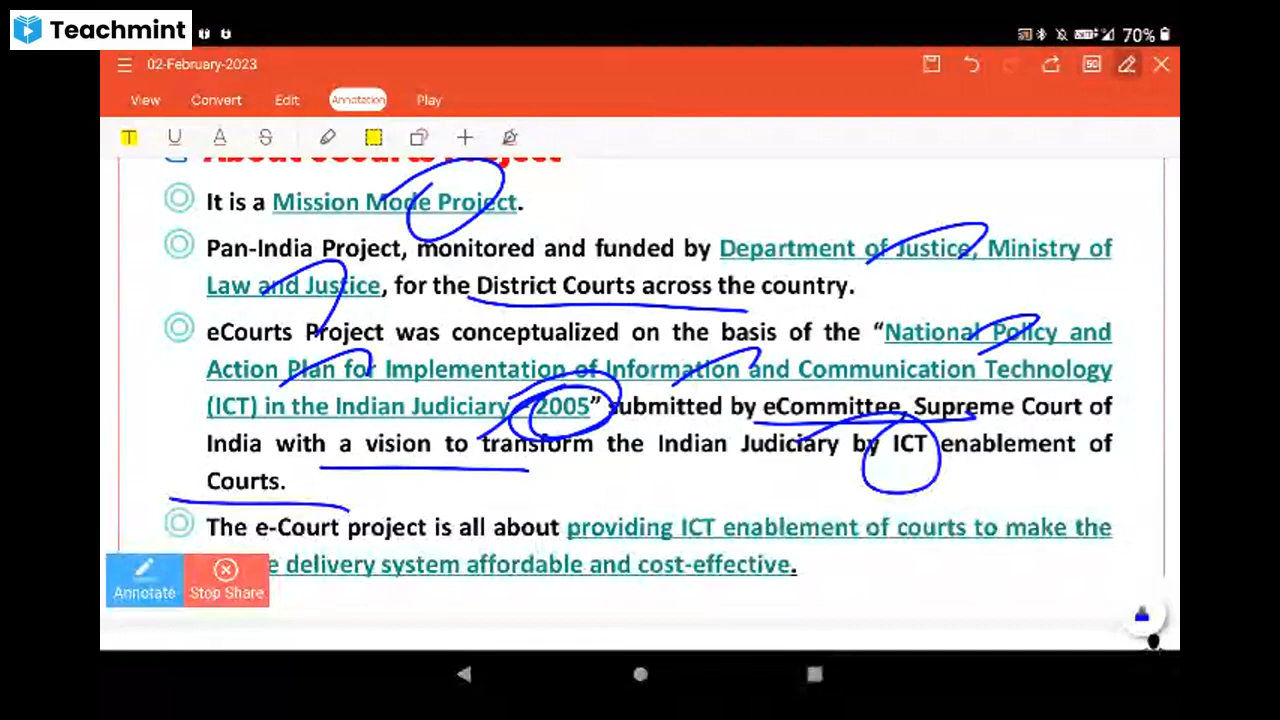 Teachmint
70%
02-February-2023
50
View Convert Edit Annotation Play
T U A S
About eCourts Project
It is a Mission Mode Project.
Pan-India Project, monitored and funded by Department of Justice, Ministry of
Law and Justice, for the District Courts across the country.
eCourts Project was conceptualized on the basis of the “National Policy and
Action Plan for Implementation of Information and Communication Technology
(ICT) in the Indian Judiciary - 2005” submitted by eCommittee, Supreme Court of
India with a vision to transform the Indian Judiciary by ICT enablement of
Courts.
The e-Court project is all about providing ICT enablement of courts to make the
delivery system affordable and cost-effective.
Annotate Stop Share